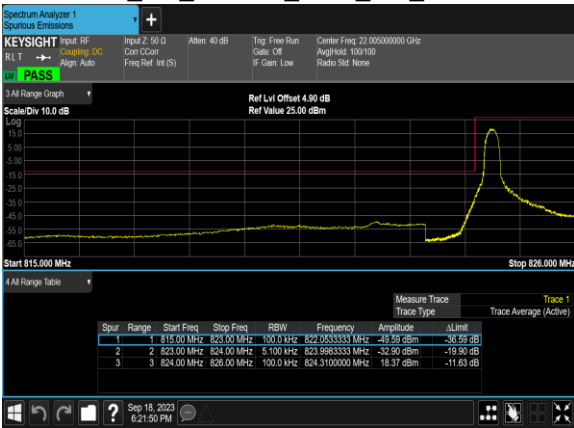 Spectrum Analyzer 1
Spurious Emissions
+
KEYSIGHT Input: RF Input Z: 50 Ω Atten: 40 dB Trig: Free Run Center Freq: 22.005000000 GHz
RLT Coupling: DC Corr CCorr Gate: Off Avg|Hold: 100/100
Align: Auto Freq Ref: Int (S) IF Gain: Low Radio Std: None
PASS
3 All Range Graph
Ref Lvl Offset 4.90 dB
Scale/Div 10.0 dB Ref Value 25.00 dBm
Log
15.0
5.00
-5.00
-15.0
-25.0
-35.0
-45.0
-55.0
-65.0
Start 815.000 MHz Stop 826.000 MHz
4 All Range Table
Measure Trace Trace 1
Trace Type Trace Average (Active)
Spur Range Start Freq Stop Freq RBW Frequency Amplitude ΔLimit
1 1 815.00 MHz 823.00 MHz 100.0 kHz 822.0533333 MHz -49.59 dBm -36.59 dB
2 2 823.00 MHz 824.00 MHz 5.100 kHz 823.9983333 MHz -32.90 dBm -19.90 dB
3 3 824.00 MHz 826.00 MHz 100.0 kHz 824.3100000 MHz 18.37 dBm -11.63 dB
? Sep 18, 2023
6:21:50 PM